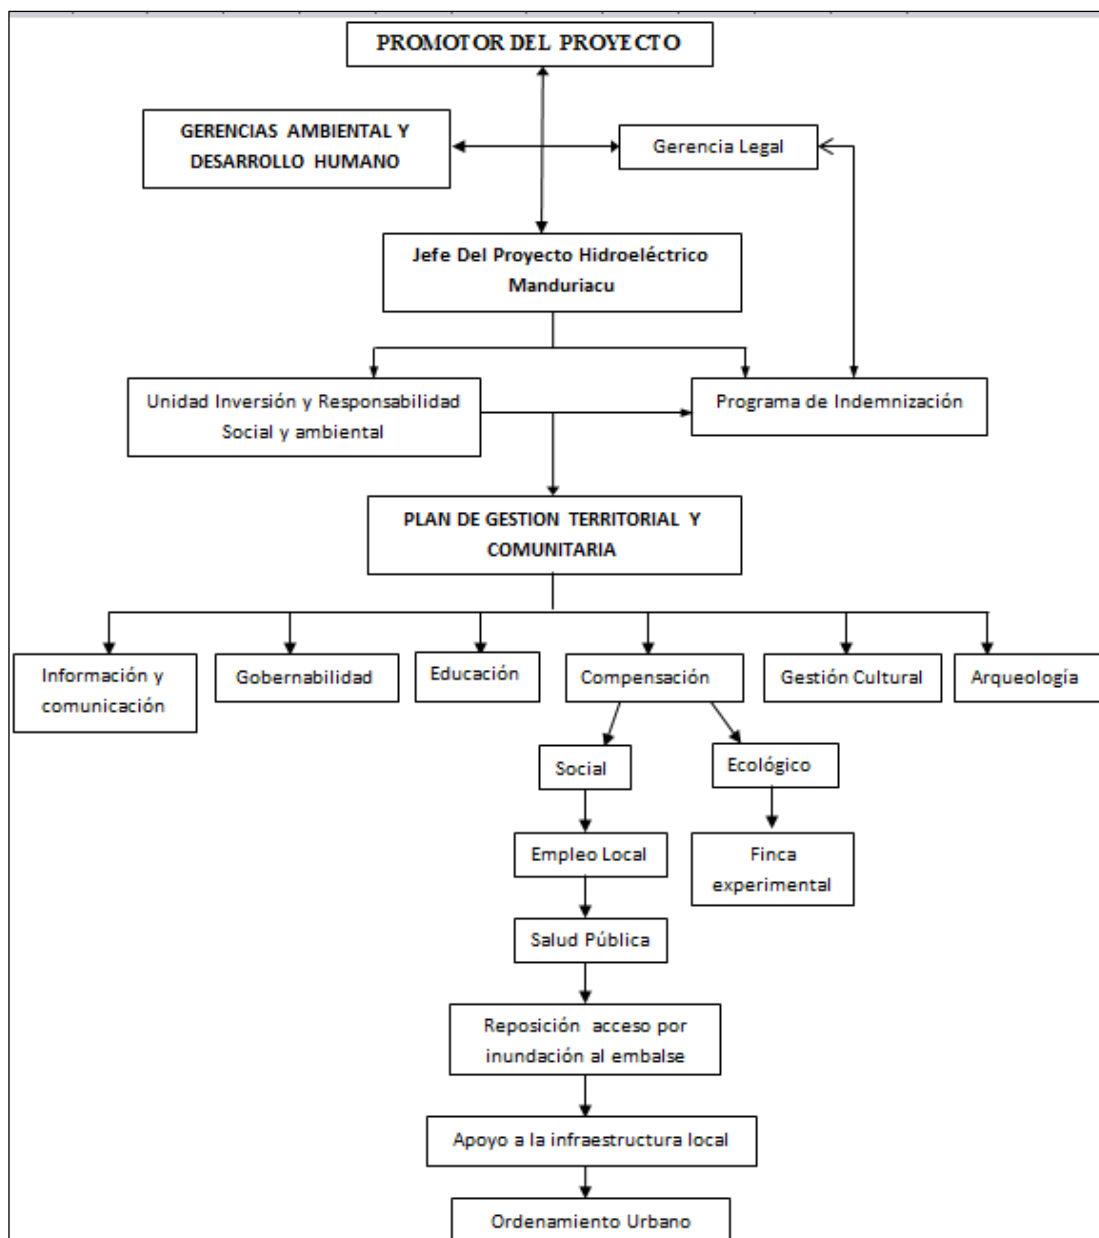 PROMOTOR DEL PROYECTO
GERENCIAS AMBIENTAL Y
DESARROLLO HUMANO
Gerencia Legal
Jefe Del Proyecto Hidroeléctrico
Manduriacu
Unidad Inversión y Responsabilidad
Social y ambiental
Programa de Indemnización
PLAN DE GESTION TERRITORIAL Y
COMUNITARIA
Información y
comunicación
Gobernabilidad
Educación
Compensación
Gestión Cultural
Arqueología
Social
Ecológico
Empleo Local
Finca
experimental
Salud Pública
Reposición acceso por
inundación al embalse
Apoyo a la infraestructura local
Ordenamiento Urbano